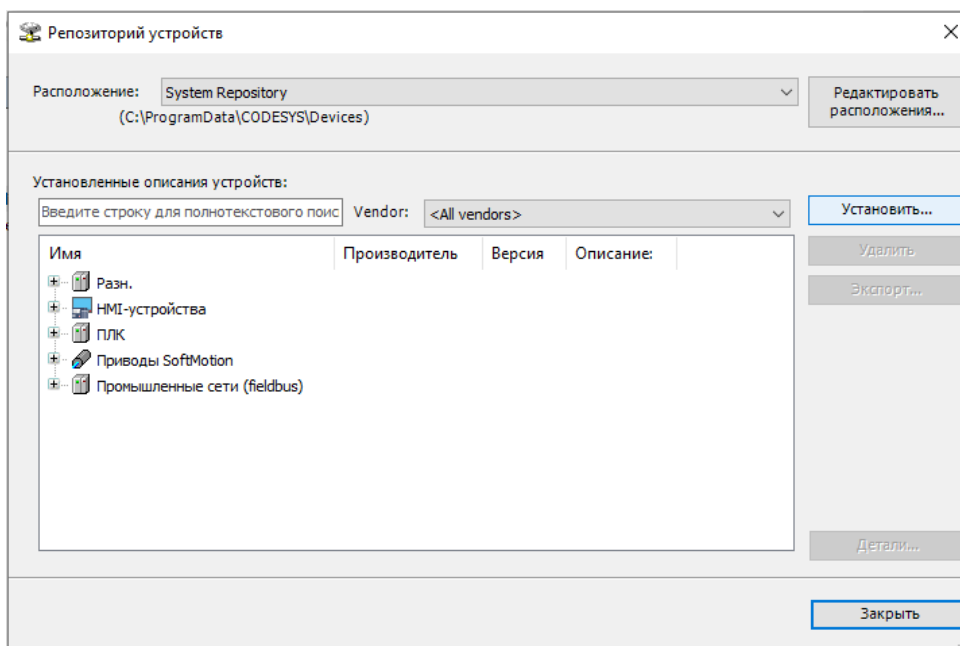 Репозиторий устройств
Расположение: System Repository
(C:\ProgramData\CODESYS\Devices)
Редактировать
расположения...
Установленные описания устройств:
Введите строку для полнотекстового поис Vendor: <All vendors> Установить...
Имя Производитель Версия Описание: Удалить
Разн. Экспорт...
HMI-устройства
ПЛК
Приводы SoftMotion
Промышленные сети (fieldbus)
Детали...
Закрыть